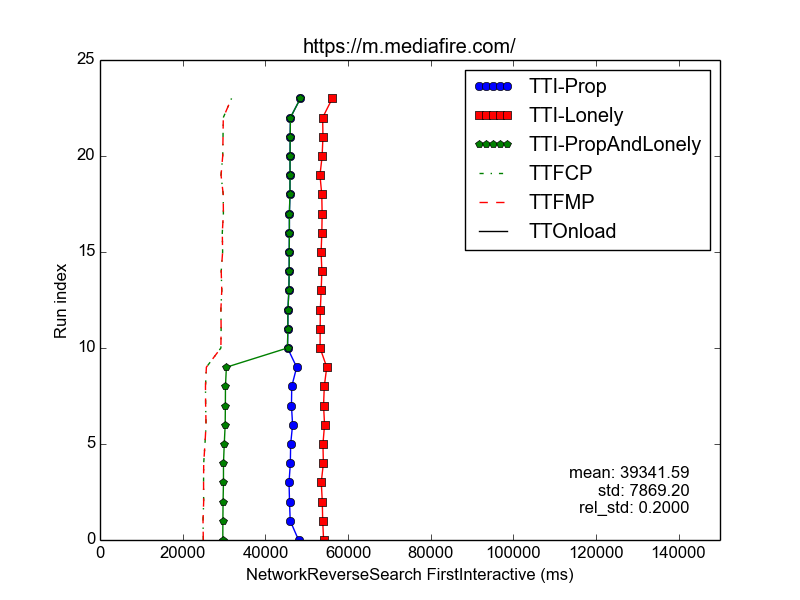 https://m.mediafire.com/
25
20
15
10
5
0
Run index
TTI-Prop
TTI-Lonely
TTI-PropAndLonely
TTFCP
TTFMP
TTOnload
mean: 39341.59
std: 7869.20
rel_std: 0.2000
0 20000 40000 60000 80000 100000 120000 140000
NetworkReverseSearch FirstInteractive (ms)